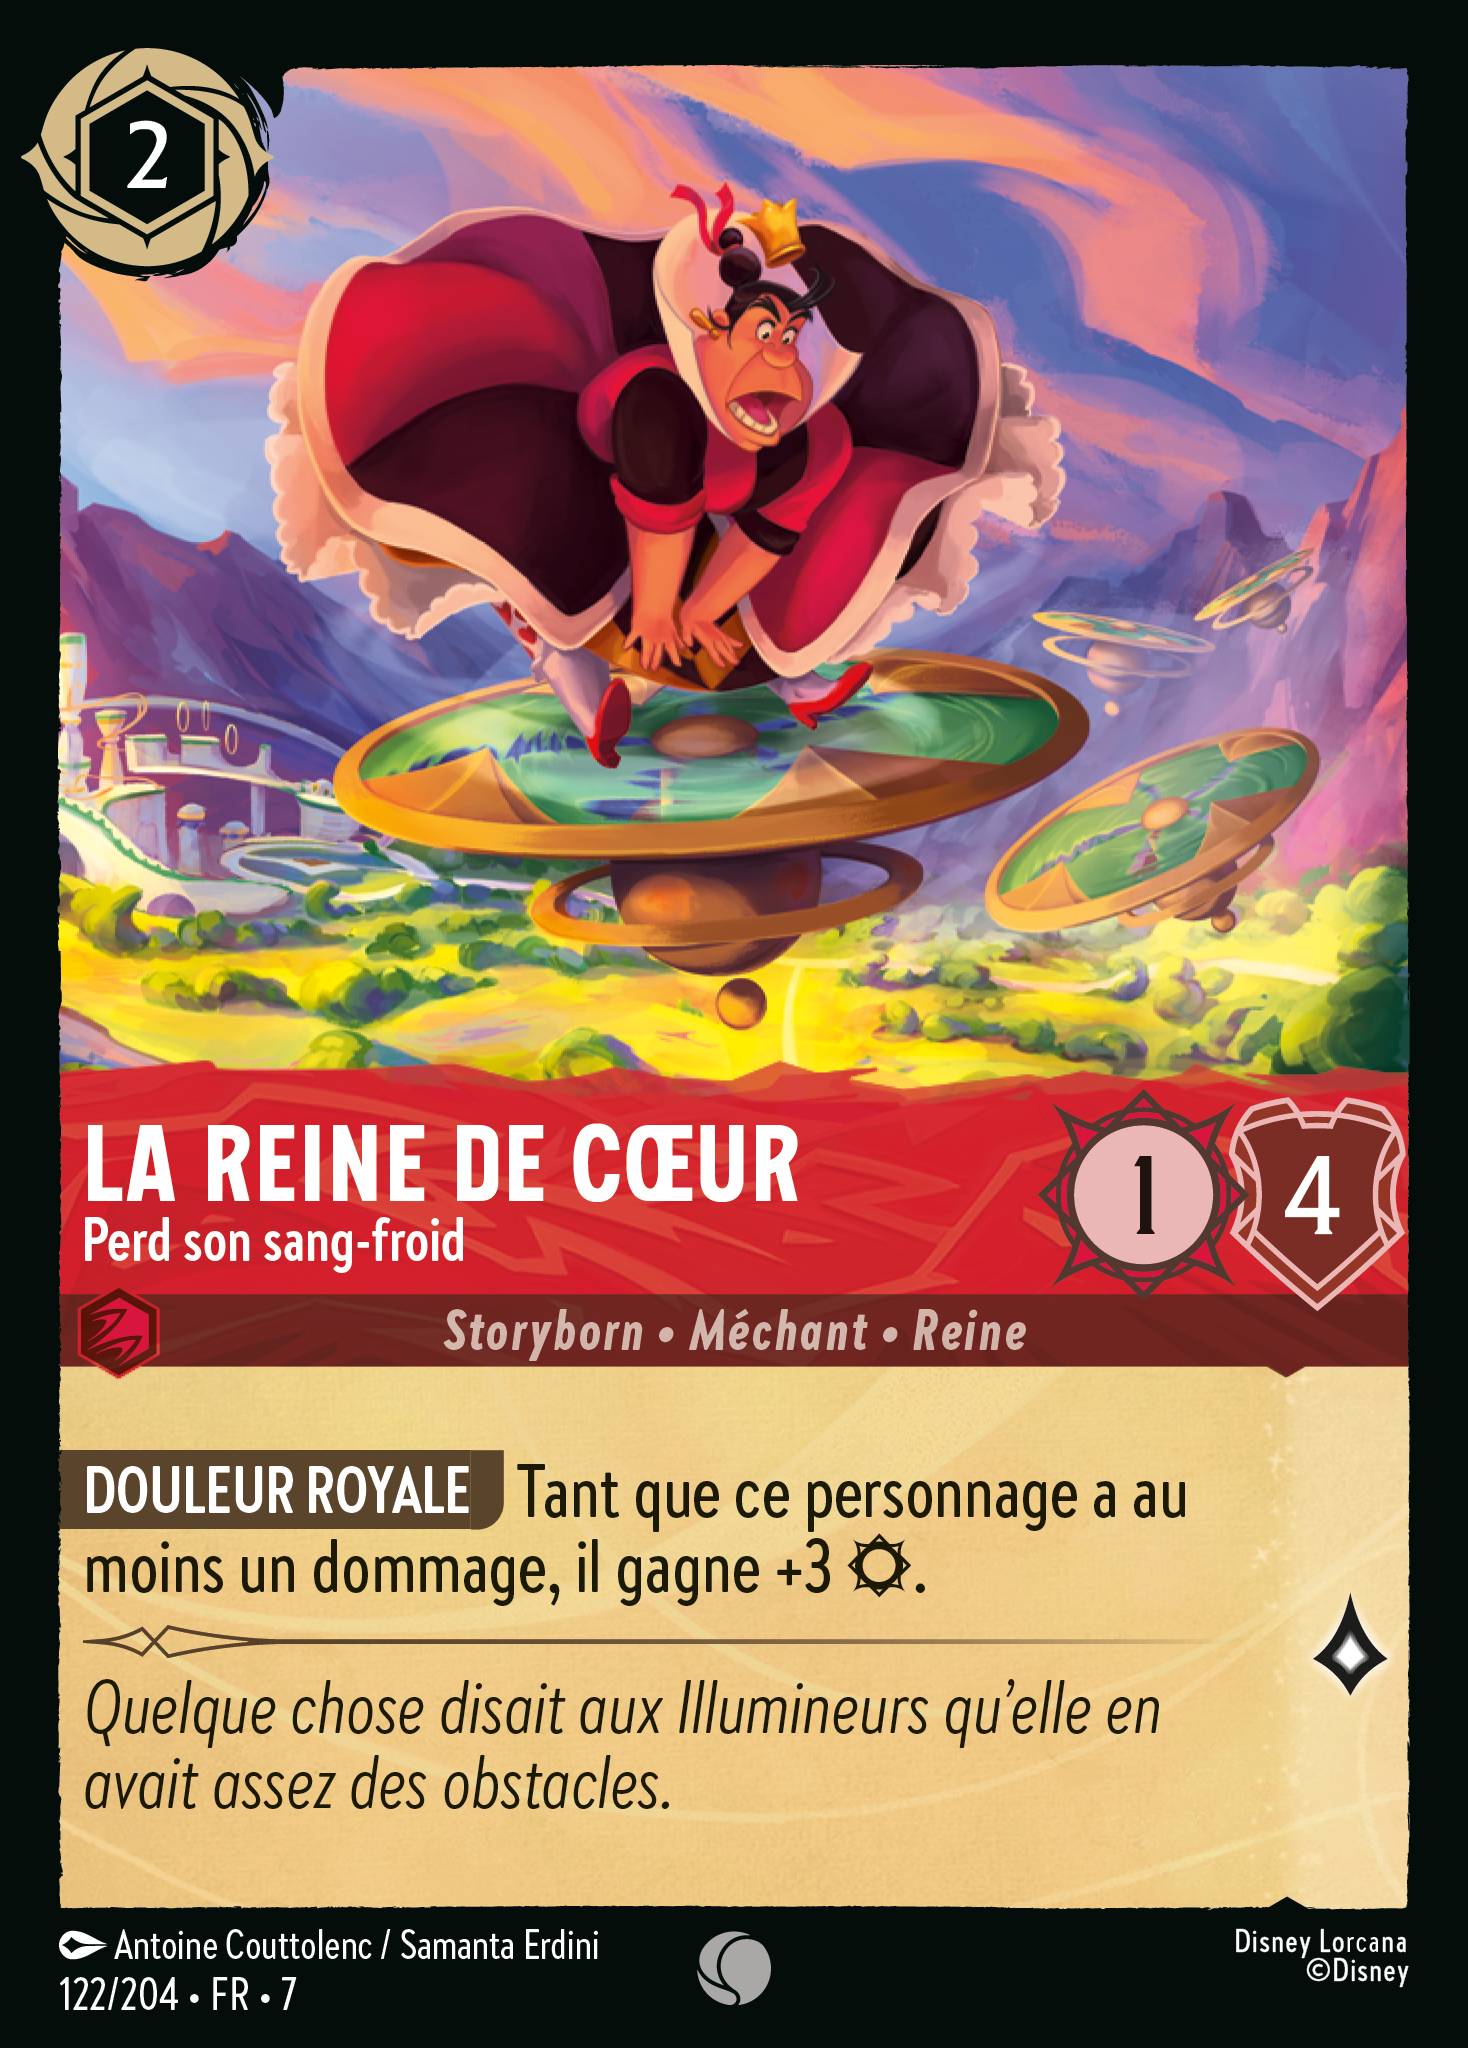 2
LA REINE DE CŒUR
Perd son sang-froid
1
4
Storyborn • Méchant • Reine
DOULEUR ROYALE Tant que ce personnage a au
moins un dommage, il gagne +3 .
Quelque chose disait aux Illumineurs qu’elle en
avait assez des obstacles.
Antoine Couttolenc / Samanta Erdini
122/204 • FR • 7
Disney Lorcana
©Disney